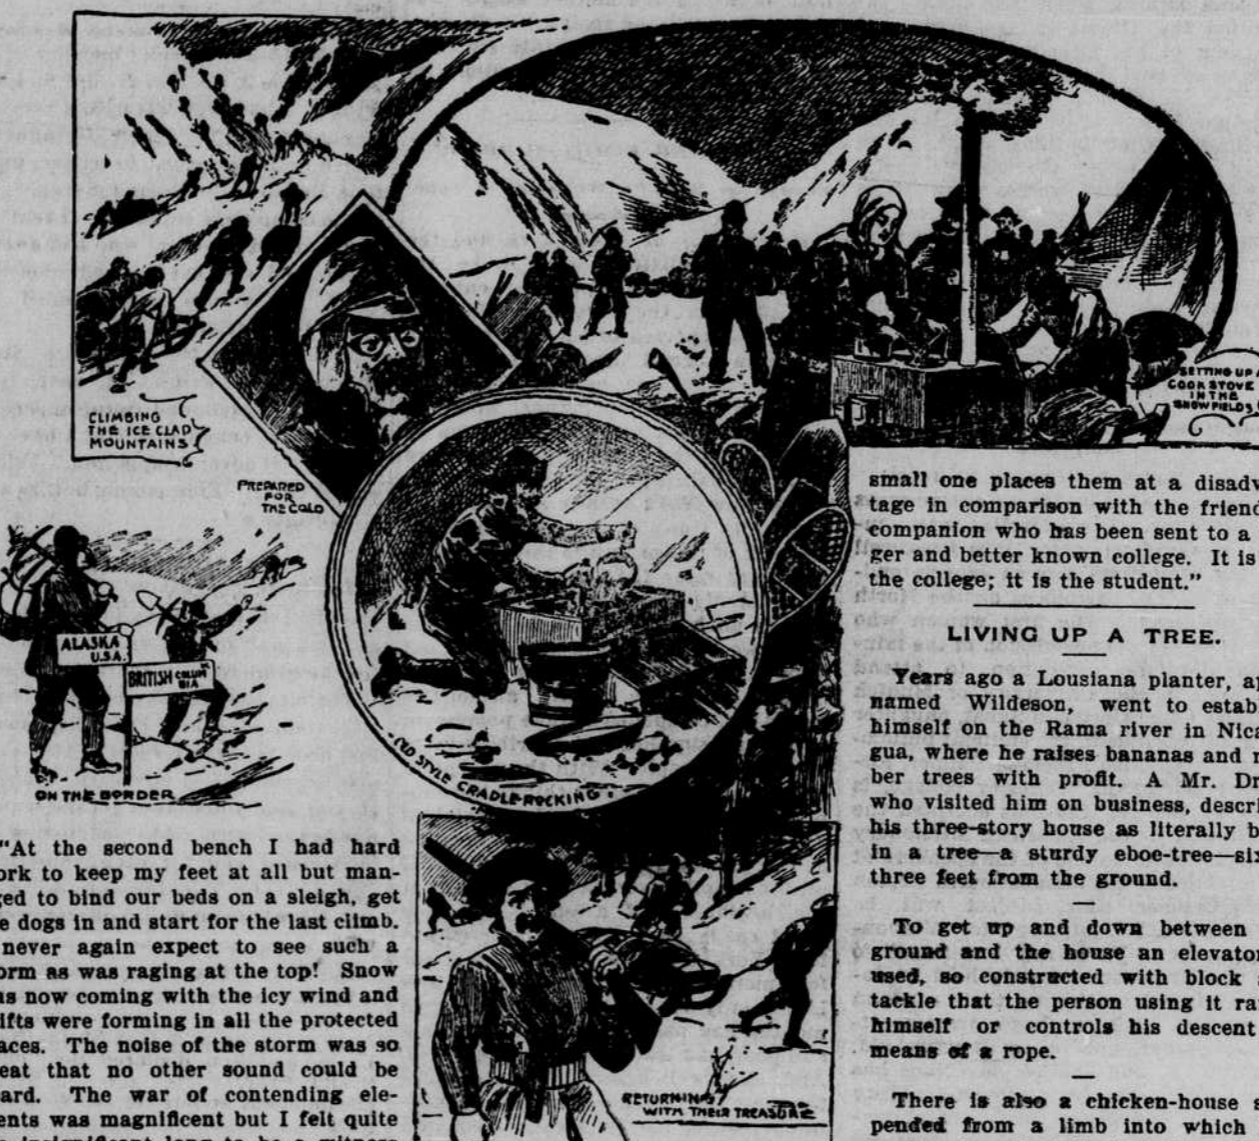 CLIMBING
THE ICE CLAD
MOUNTAINS
PREPARED
FOR
THE COLD
SETTING UP A
COOK STOVE
IN THE
SNOWFIELDS
ALASKA
U.S.A.
BRITISH COLUM
BIA
ON THE BORDER
OLD STYLE CRADLE-ROCKING
RETURNING
WITH THEIR TREASURE
"At the second bench I had hard
ork to keep my feet at all but man-
ged to bind our beds on a sleigh, get
e dogs in and start for the last climb.
never again expect to see such a
orm as was raging at the top! Snow
as now coming with the icy wind and
ifts were forming in all the protected
aces. The noise of the storm was so
eat that no other sound could be
ard. The war of contending ele-
ents was magnificent but I felt quite
insignificant long to be a witness
small one places them at a disadv
tage in comparison with the friend
companion who has been sent to a
ger and better known college. It is
the college; it is the student."
LIVING UP A TREE.
Years ago a Lousiana planter, a
named Wildeson, went to estab
himself on the Rama river in Nica
gua, where he raises bananas and r
ber trees with profit. A Mr. Dr
who visited him on business, descri
his three-story house as literally b
in a tree—a sturdy eboe-tree—six
three feet from the ground.
To get up and down between
ground and the house an elevator
used, so constructed with block
tackle that the person using it ra
himself or controls his descent
means of a rope.
There is also a chicken-house s
pended from a limb into which